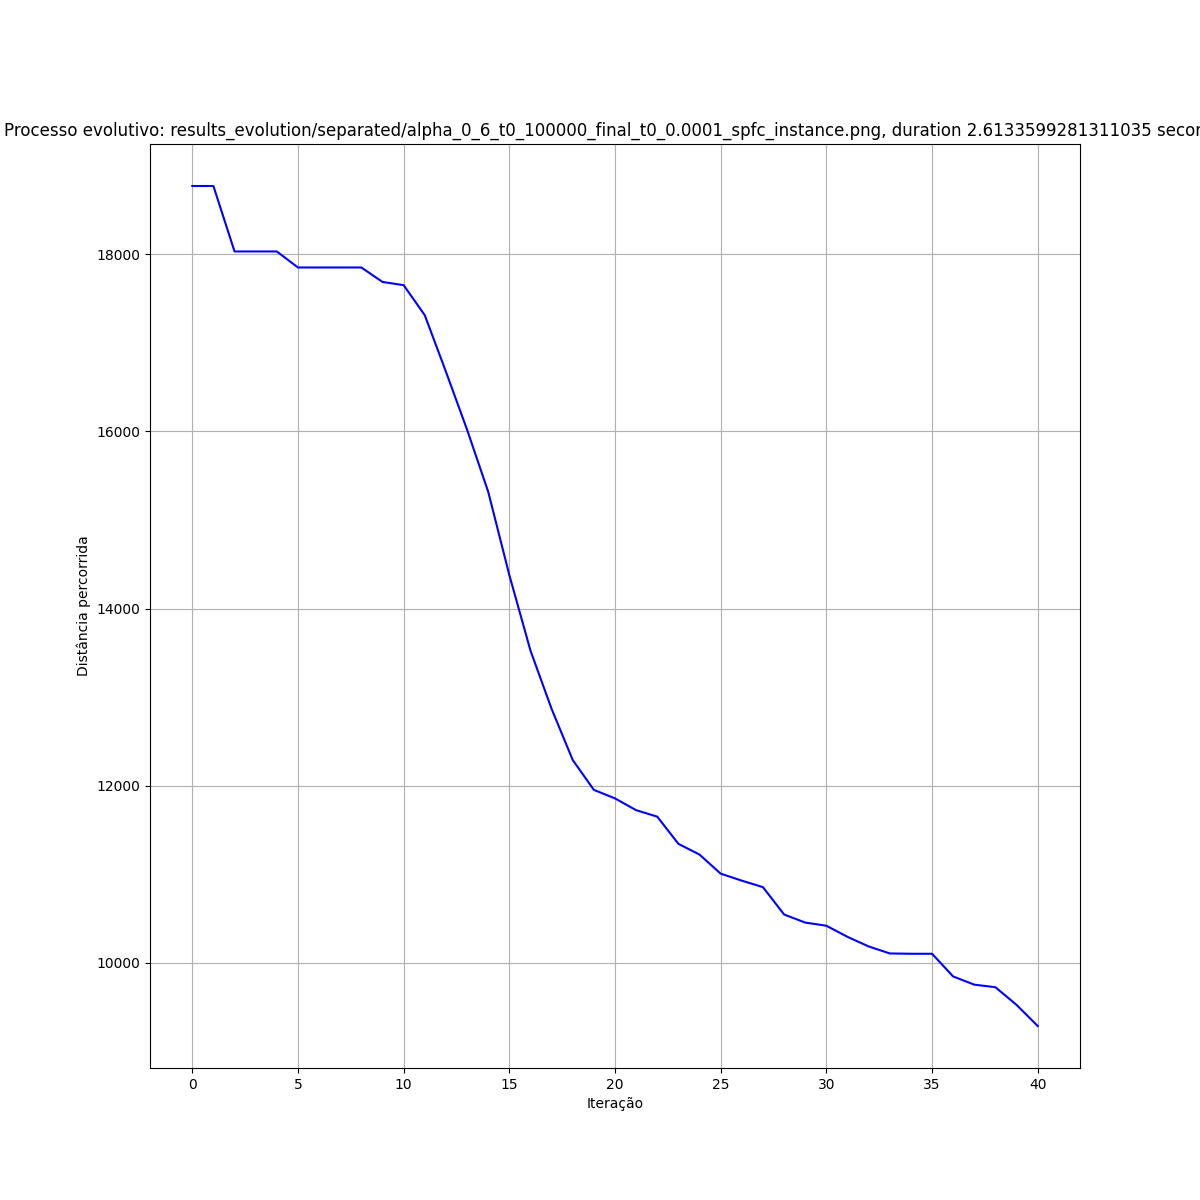 Processo evolutivo: results_evolution/separated/alpha_0_6_t0_100000_final_t0_0.0001_spfc_instance.png, duration 2.6133599281311035 secon
18000
16000
14000
12000
10000
Distância percorrida
0 5 10 15 20 25 30 35 40
Iteração